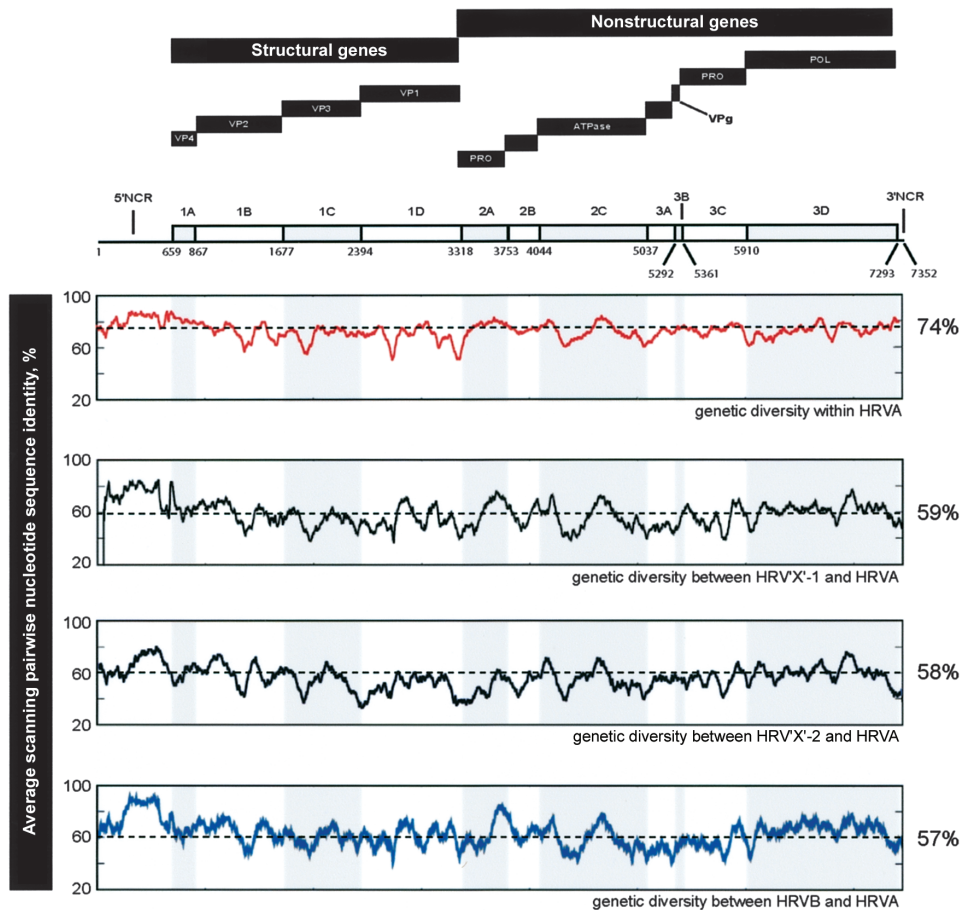 Nonstructural genes
Structural genes
POL
PRO
VP1
VPg
VP3
VP2
ATPase
VP4
PRO
5'NCR 3B 3'NCR
1A 1B 1C 1D 2A 2B 2C 3A 3C 3D
1 659 867 1677 2394 3318 3753 4044 5037 5910
5292 5361 7293 7352
Average scanning pairwise nucleotide sequence identity, %
100
60
20
74%
genetic diversity within HRVA
100
60
20
59%
genetic diversity between HRV'X'-1 and HRVA
100
60
20
58%
genetic diversity between HRV'X'-2 and HRVA
100
60
20
57%
genetic diversity between HRVB and HRVA